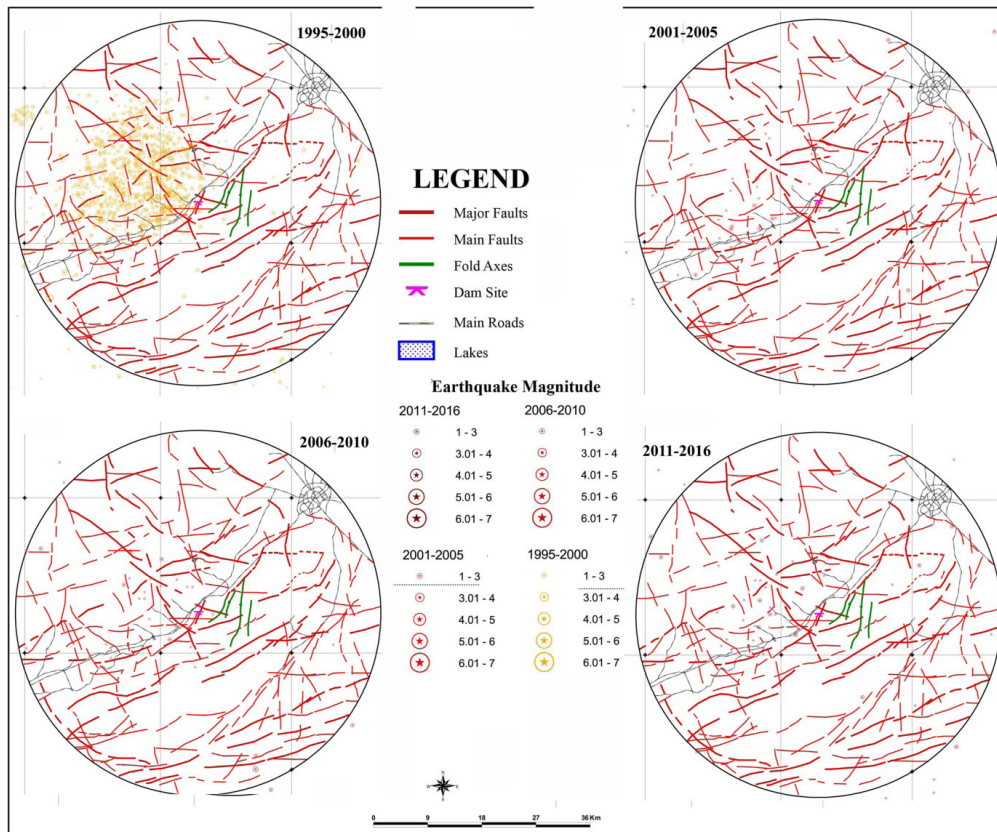 1995-2000
2001-2005
LEGEND
Major Faults
Main Faults
Fold Axes
Dam Site
Main Roads
Lakes
Earthquake Magnitude
2011-2016
2006-2010
1 - 3
1 - 3
3.01 - 4
3.01 - 4
4.01 - 5
4.01 - 5
5.01 - 6
5.01 - 6
6.01 - 7
6.01 - 7
2001-2005
1995-2000
1 - 3
1 - 3
3.01 - 4
3.01 - 4
4.01 - 5
4.01 - 5
5.01 - 6
5.01 - 6
6.01 - 7
6.01 - 7
2006-2010
2011-2016
N
W
E
S
0 9 18 27 36 Km